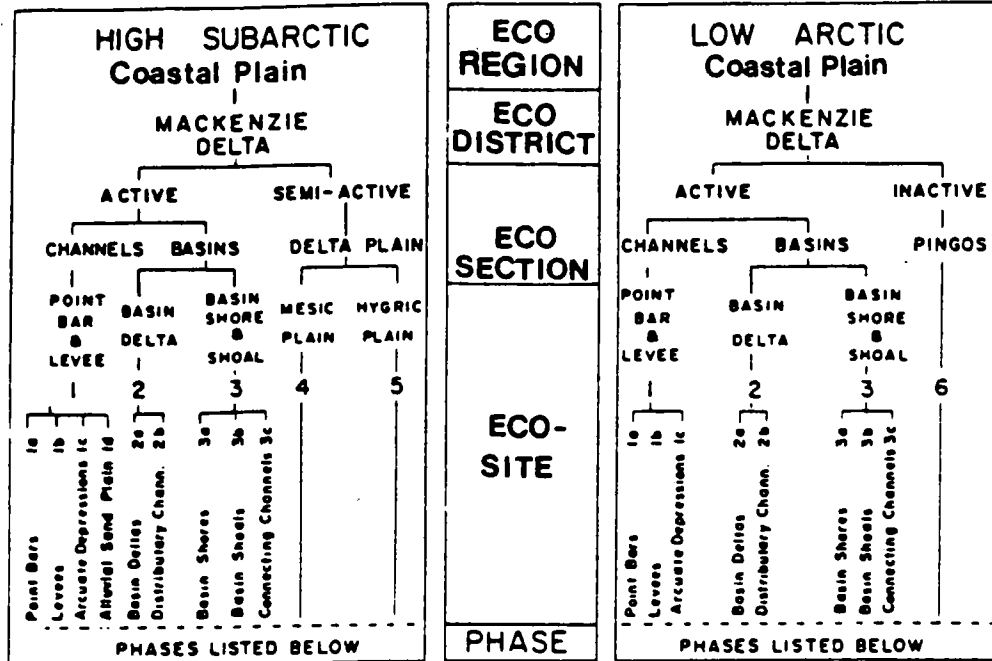 HIGH SUBARCTIC
Coastal Plain
MACKENZIE
DELTA
ACTIVE
SEMI-ACTIVE
CHANNELS
BASINS
DELTA PLAIN
POINT
BAR
&
LEVEE
BASIN
DELTA
BASIN
SHORE
&
SHOAL
MESIC
PLAIN
HYGRIC
PLAIN
1
2
3
4
5
Point Bars 1a
Levees 1b
Arcuate Depressions 1c
Alluvial Sand Plain 1d
Basin Deltas 2a
Distributary Chann. 2b
Basin Shores 3a
Basin Shoals 3b
Connecting Channels 3c
PHASES LISTED BELOW
ECO
REGION
ECO
DISTRICT
ECO
SECTION
ECO-
SITE
PHASE
LOW ARCTIC
Coastal Plain
MACKENZIE
DELTA
ACTIVE
INACTIVE
CHANNELS
BASINS
PINGOS
POINT
BAR
&
LEVEE
BASIN
DELTA
BASIN
SHORE
&
SHOAL
1
2
3
6
Point Bars 1a
Levees 1b
Arcuate Depressions 1c
Basin Deltas 2a
Distributary Chann. 2b
Basin Shores 3a
Basin Shoals 3b
Connecting Channels 3c
PHASES LISTED BELOW